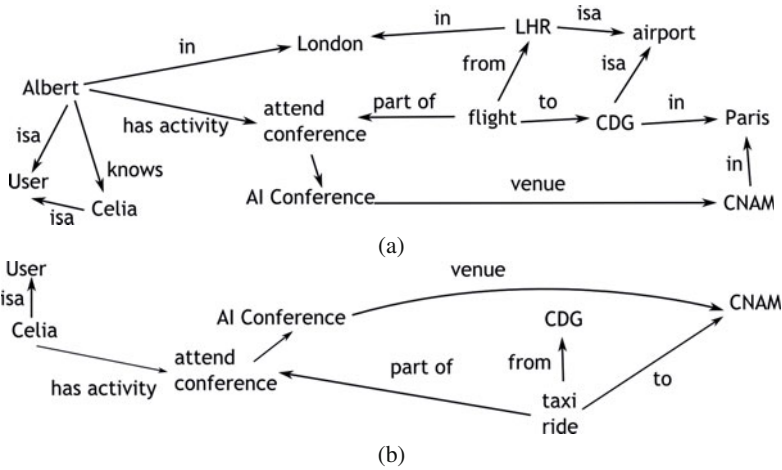 in
LHR
isa
airport
in
London
from
isa
Albert
attend
conference
part of
flight
to
CDG
in
Paris
has activity
isa
knows
User
isa
Celia
AI Conference
venue
in
CNAM
(a)
User
isa
Celia
venue
CNAM
AI Conference
CDG
attend
conference
has activity
part of
from
to
taxi
ride
(b)